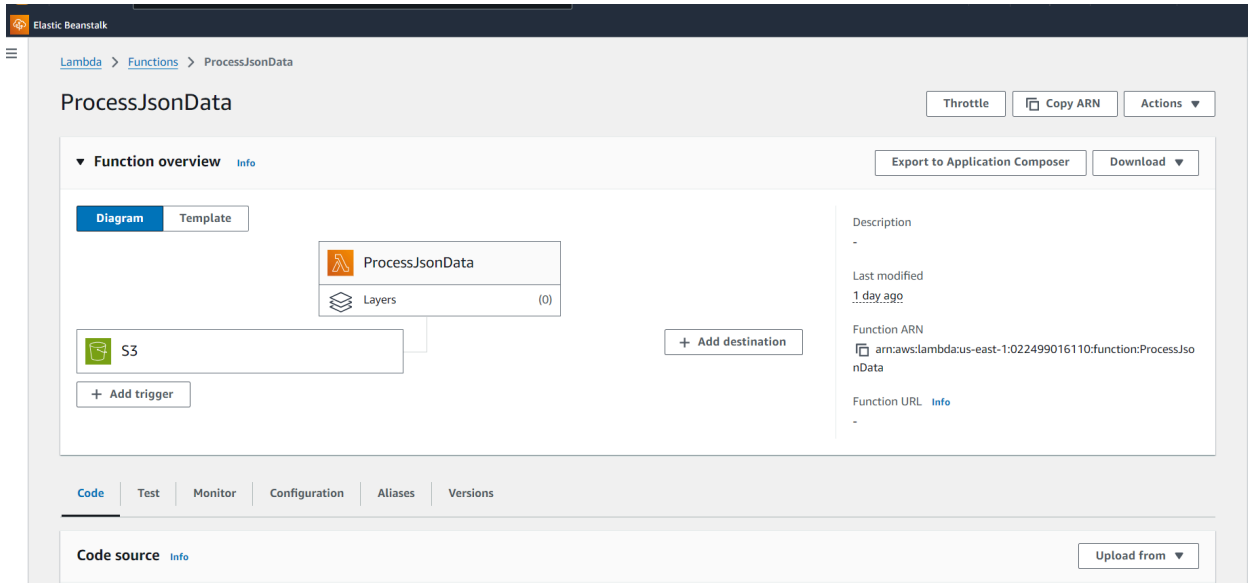 Elastic Beanstalk
Lambda > Functions > ProcessJsonData
ProcessJsonData
Throttle
Copy ARN
Actions
Function overview Info
Export to Application Composer
Download
Diagram
Template
ProcessJsonData
Layers
(0)
S3
+ Add trigger
+ Add destination
Description
-
Last modified
1 day ago
Function ARN
arn:aws:lambda:us-east-1:022499016110:function:ProcessJso
nData
Function URL Info
-
Code
Test
Monitor
Configuration
Aliases
Versions
Code source Info
Upload from